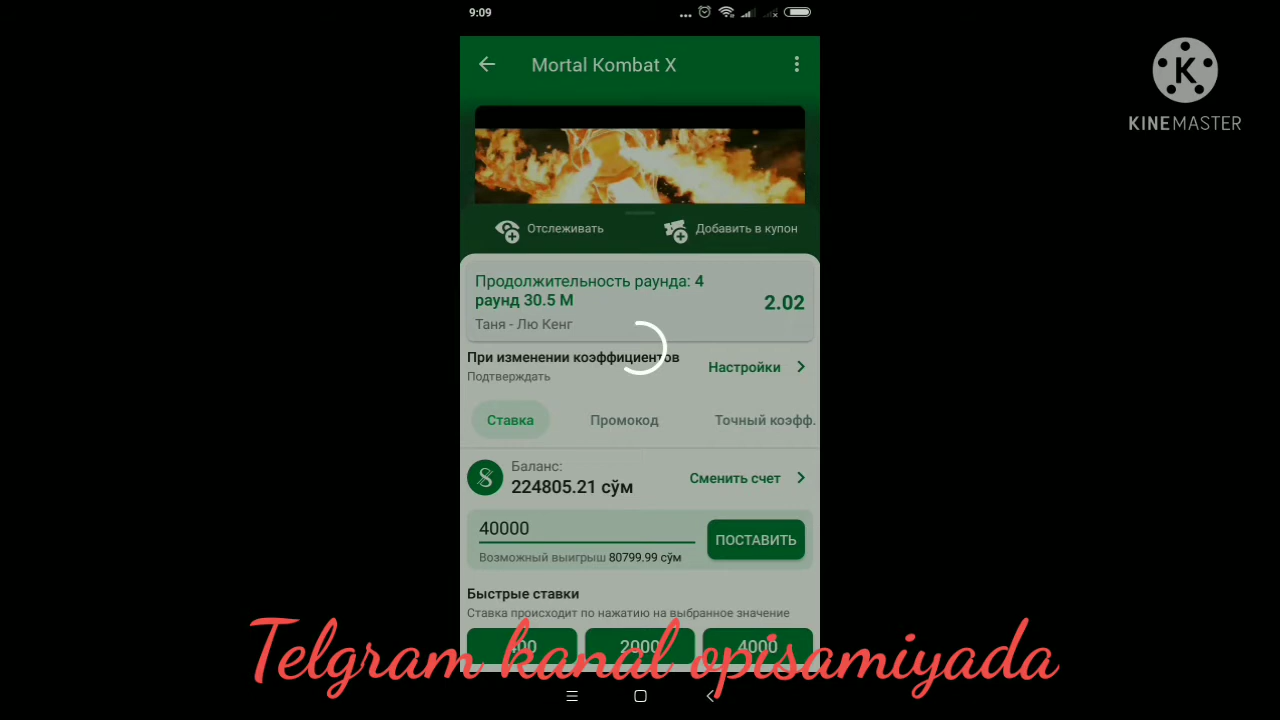 9:09
Mortal Kombat X
KINEMASTER
Отслеживать
Добавить в купон
Продолжительность раунда: 4
раунд 30.5 М
2.02
Таня - Лю Кенг
При изменении коэффициентов
Подтверждать
Настройки
Ставка
Промокод
Точный коэфф.
Баланс:
224805.21 сўм
Сменить счет
40000
ПОСТАВИТЬ
Возможный выигрыш 80799.99 сўм
Быстрые ставки
Ставка происходит по нажатию на выбранное значение
400
2000
4000
Telgram kanal opisamiyada